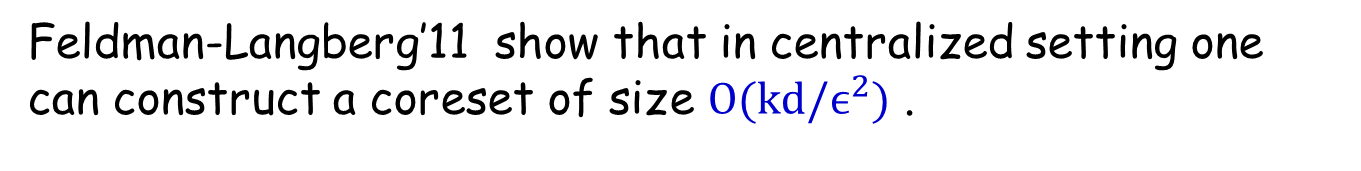 Feldman-Langberg'11 show that in centralized setting one
can construct a coreset of size O(kd/ϵ²) .